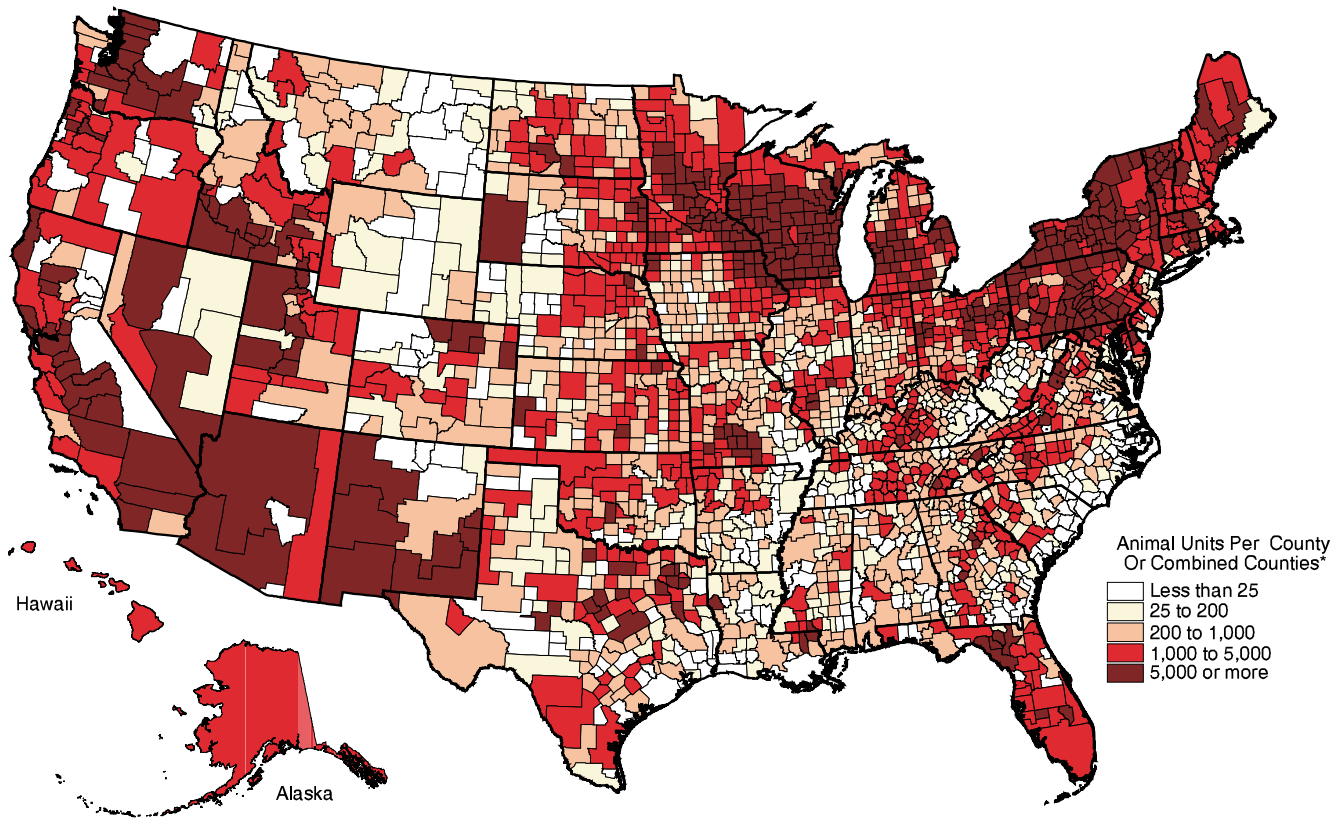 Hawaii
Alaska
Animal Units Per County
Or Combined Counties*
Less than 25
25 to 200
200 to 1,000
1,000 to 5,000
5,000 or more